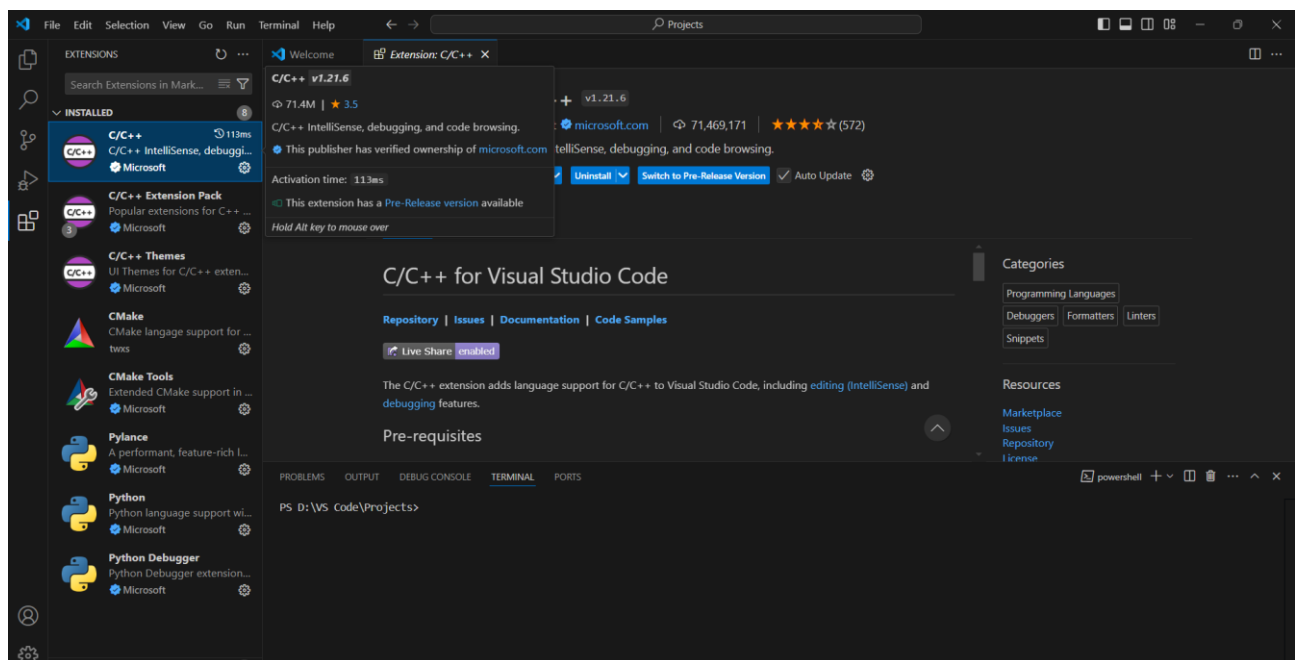 File Edit Selection View Go Run Terminal Help
Projects
EXTENSIONS
Search Extensions in Mark...
INSTALLED 8
C/C++ 113ms
C/C++ IntelliSense, debuggi...
Microsoft
C/C++ Extension Pack
Popular extensions for C++ ...
3 Microsoft
C/C++ Themes
UI Themes for C/C++ exten...
Microsoft
CMake
CMake langage support for ...
twxs
CMake Tools
Extended CMake support in ...
Microsoft
Pylance
A performant, feature-rich l...
Microsoft
Python
Python language support wi...
Microsoft
Python Debugger
Python Debugger extension...
Microsoft
Welcome
Extension: C/C++
C/C++ v1.21.6
71.4M | ★ 3.5
C/C++ IntelliSense, debugging, and code browsing.
This publisher has verified ownership of microsoft.com
Activation time: 113ms
This extension has a Pre-Release version available
Hold Alt key to mouse over
+ v1.21.6
microsoft.com | 71,469,171 | ★★★★☆(572)
telliSense, debugging, and code browsing.
Uninstall Switch to Pre-Release Version Auto Update
C/C++ for Visual Studio Code
Repository | Issues | Documentation | Code Samples
Live Share enabled
The C/C++ extension adds language support for C/C++ to Visual Studio Code, including editing (IntelliSense) and
debugging features.
Pre-requisites
Categories
Programming Languages
Debuggers Formatters Linters
Snippets
Resources
Marketplace
Issues
Repository
License
PROBLEMS OUTPUT DEBUG CONSOLE TERMINAL PORTS
powershell
PS D:\VS Code\Projects>